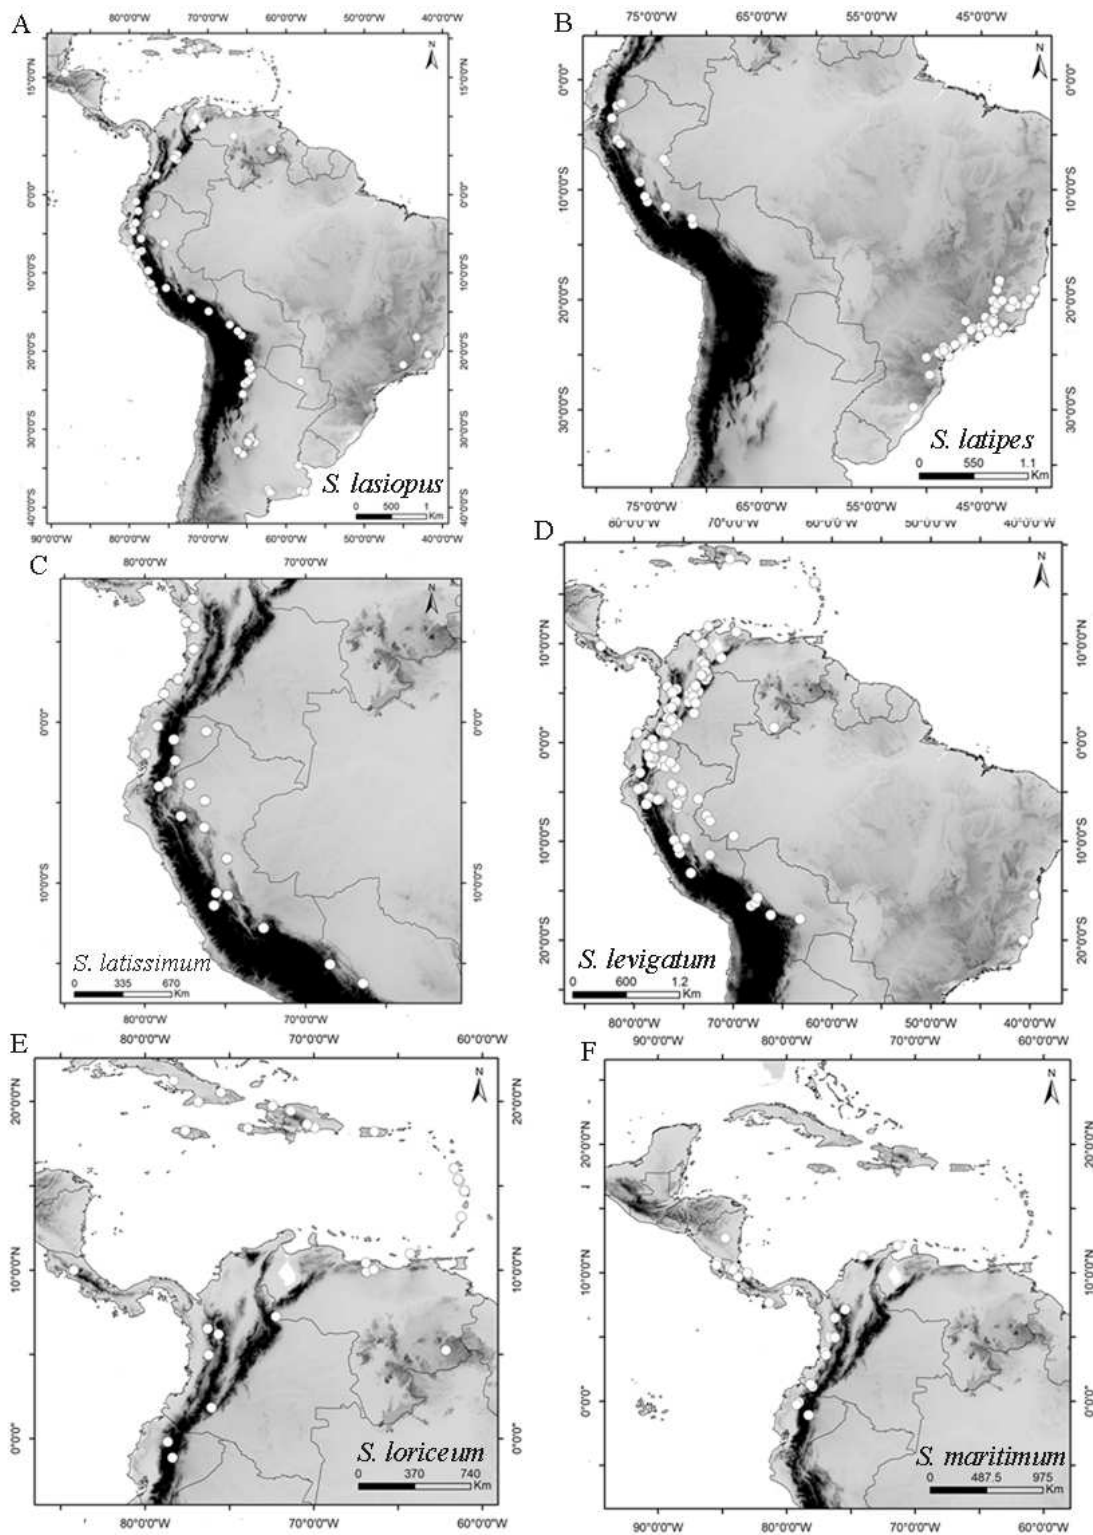 A
80°0'0"W 70°0'0"W 60°0'0"W 50°0'0"W 40°0'0"W
N
15°0'0"N
0°0'0"
10°0'0"S
20°0'0"S
30°0'0"S
40°0'0"S
S. lasiopus
0 500 1
Km
90°0'0"W 80°0'0"W 70°0'0"W 60°0'0"W 50°0'0"W 40°0'0"W
B
75°0'0"W 65°0'0"W 55°0'0"W 45°0'0"W
N
0°0'0"
10°0'0"S
20°0'0"S
30°0'0"S
S. latipes
0 550 1.1
Km
75°0'0"W 65°0'0"W 55°0'0"W 45°0'0"W
C
80°0'0"W 70°0'0"W
N
0°0'0"
10°0'0"S
S. latissimum
0 335 670
Km
80°0'0"W 70°0'0"W
D
80°0'0"W 70°0'0"W 60°0'0"W 50°0'0"W 40°0'0"W
N
10°0'0"N
0°0'0"
10°0'0"S
20°0'0"S
S. levigatum
0 600 1.2
Km
80°0'0"W 70°0'0"W 60°0'0"W 50°0'0"W 40°0'0"W
E
80°0'0"W 70°0'0"W 60°0'0"W
N
20°0'0"N
10°0'0"N
0°0'0"
S. loriceum
0 370 740
Km
80°0'0"W 70°0'0"W 60°0'0"W
F
90°0'0"W 80°0'0"W 70°0'0"W 60°0'0"W
N
20°0'0"N
10°0'0"N
0°0'0"
S. maritimum
0 487.5 975
Km
90°0'0"W 80°0'0"W 70°0'0"W 60°0'0"W